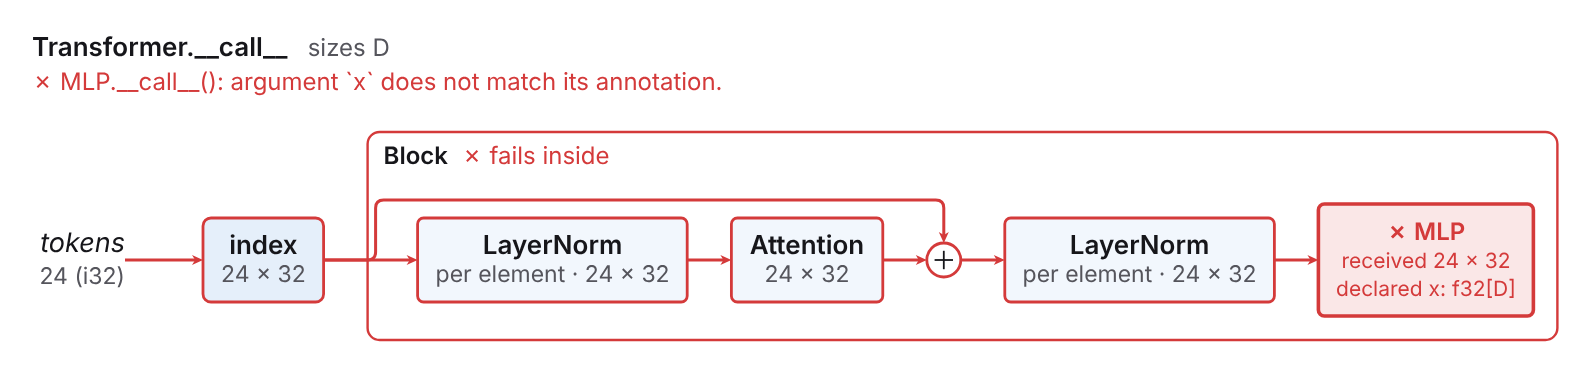 Transformer.__call__ sizes D
× MLP.__call__(): argument `x` does not match its annotation.
Block × fails inside
tokens
24 (i32)
index
24 × 32
LayerNorm
per element · 24 × 32
Attention
24 × 32
+
LayerNorm
per element · 24 × 32
× MLP
received 24 × 32
declared x: f32[D]